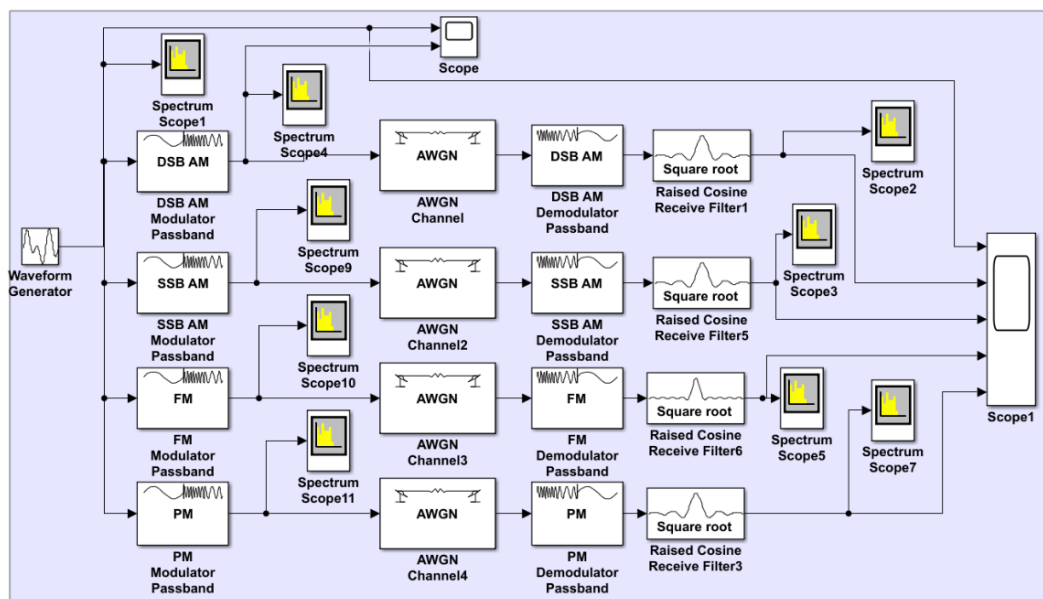 Scope
Spectrum
Scope1
Spectrum
Scope4
DSB AM
DSB AM
Modulator
Passband
AWGN
AWGN
Channel
DSB AM
DSB AM
Demodulator
Passband
Square root
Raised Cosine
Receive Filter1
Spectrum
Scope2
Waveform
Generator
Spectrum
Scope9
SSB AM
SSB AM
Modulator
Passband
AWGN
AWGN
Channel2
SSB AM
SSB AM
Demodulator
Passband
Square root
Raised Cosine
Receive Filter5
Spectrum
Scope3
Scope1
Spectrum
Scope10
FM
FM
Modulator
Passband
AWGN
AWGN
Channel3
FM
FM
Demodulator
Passband
Square root
Raised Cosine
Receive Filter6
Spectrum
Scope5
Spectrum
Scope7
Spectrum
Scope11
PM
PM
Modulator
Passband
AWGN
AWGN
Channel4
PM
PM
Demodulator
Passband
Square root
Raised Cosine
Receive Filter3